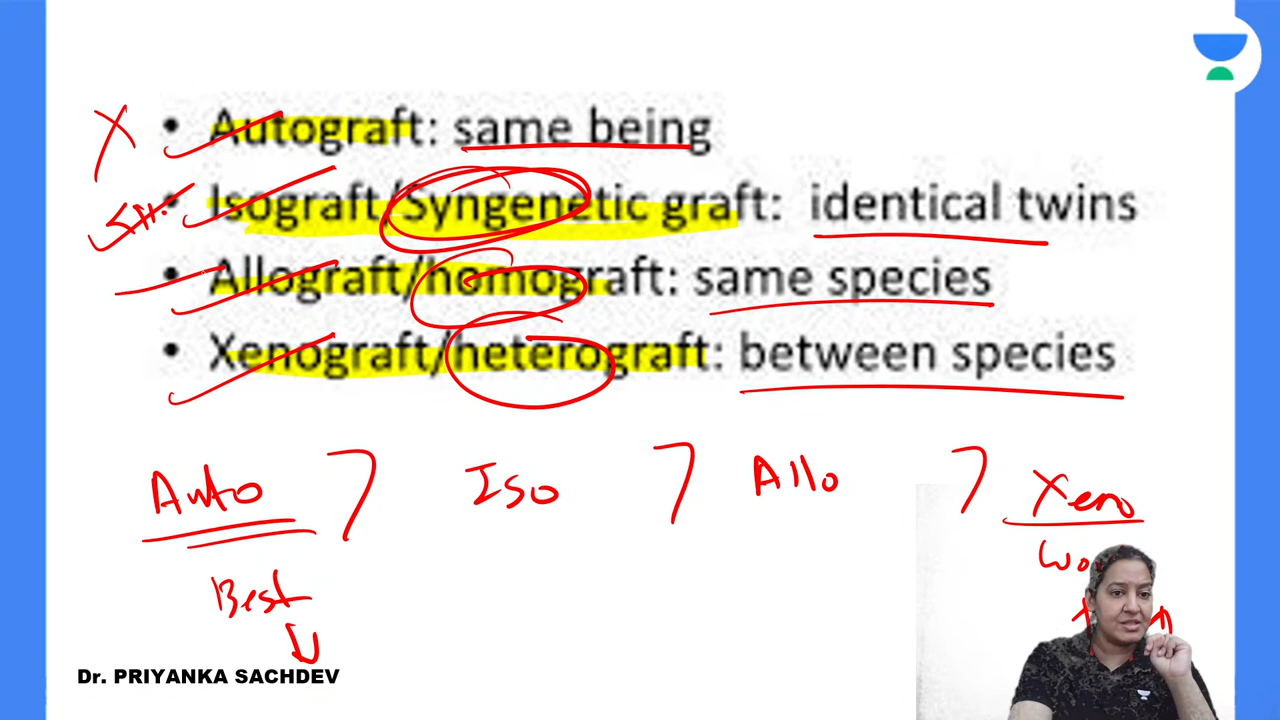 X
• Autograft: same being
• Isograft/Syngenetic graft: identical twins
• Allograft/homograft: same species
• Xenograft/heterograft: between species
Auto > Iso > Allo > Xeno
Best
Dr. PRIYANKA SACHDEV